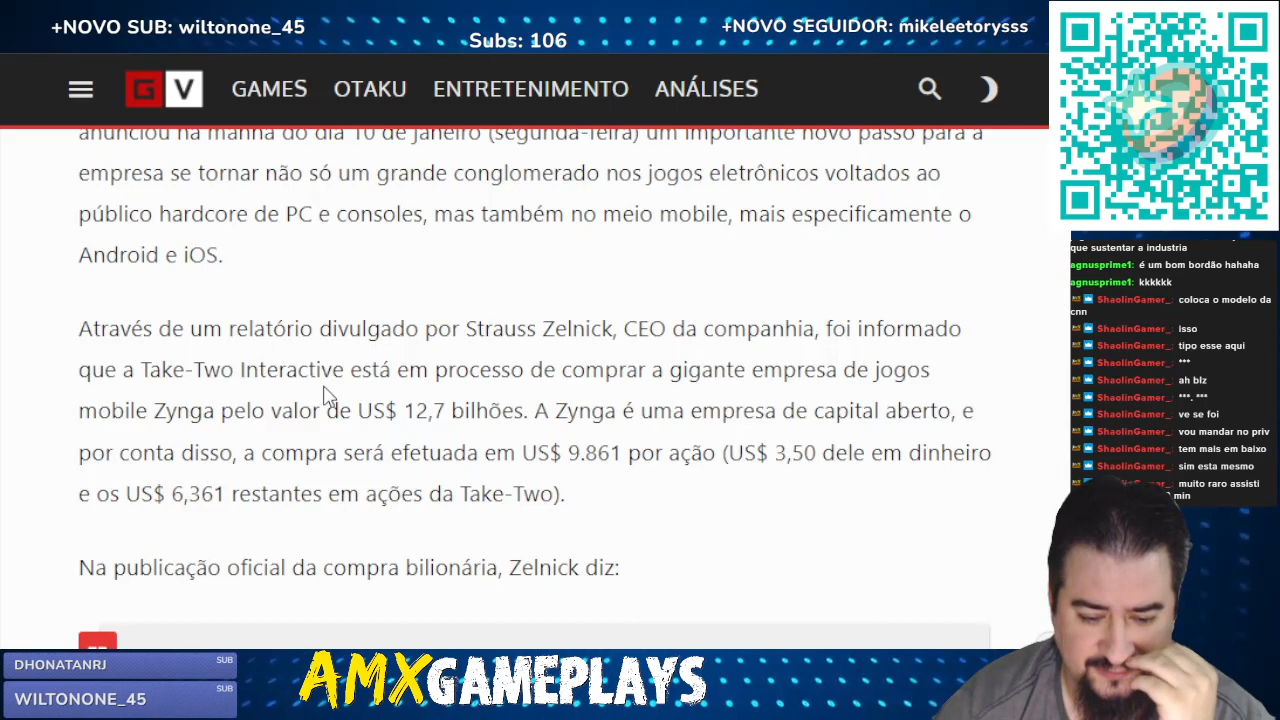 +NOVO SUB: wiltonone_45
Subs: 106
+NOVO SEGUIDOR: mikeleetorysss
G V
GAMES
OTAKU
ENTRETENIMENTO
ANÁLISES
anunciou na manhã do dia 10 de janeiro (segunda-feira) um importante novo passo para a
empresa se tornar não só um grande conglomerado nos jogos eletrônicos voltados ao
público hardcore de PC e consoles, mas também no meio mobile, mais especificamente o
Android e iOS.
Através de um relatório divulgado por Strauss Zelnick, CEO da companhia, foi informado
que a Take-Two Interactive está em processo de comprar a gigante empresa de jogos
mobile Zynga pelo valor de US$ 12,7 bilhões. A Zynga é uma empresa de capital aberto, e
por conta disso, a compra será efetuada em US$ 9.861 por ação (US$ 3,50 dele em dinheiro
e os US$ 6,361 restantes em ações da Take-Two).
Na publicação oficial da compra bilionária, Zelnick diz:
que sustentar a industria
agnusprime1: é um bom bordão hahaha
agnusprime1: kkkkkk
ShaolinGamer_: coloca o modelo da
cnn
ShaolinGamer_: isso
ShaolinGamer_: tipo esse aqui
ShaolinGamer_: ***
ShaolinGamer_: ah blz
ShaolinGamer_: ***. ***
ShaolinGamer_: ve se foi
ShaolinGamer_: vou mandar no priv
ShaolinGamer_: tem mais em baixo
ShaolinGamer_: sim esta mesmo
ShaolinGamer_: muito raro assisti
min
DHONATANRJ
SUB
WILTONONE_45
SUB
AMXGAMEPLAYS